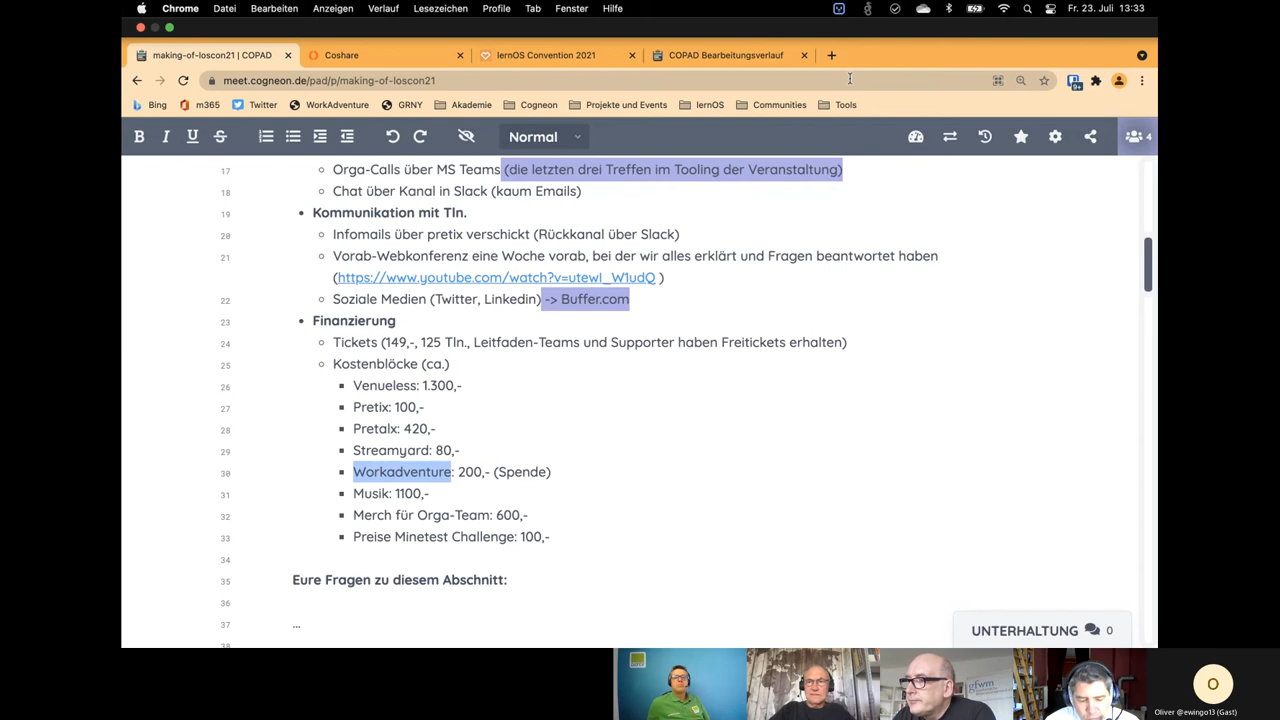 Chrome Datei Bearbeiten Anzeigen Verlauf Lesezeichen Profile Tab Fenster Hilfe Fr. 23. Juli 13:33
making-of-loscon21 | COPAD Coshare lernOS Convention 2021 COPAD Bearbeitungsverlauf
meet.cogneon.de/pad/p/making-of-loscon21 9+
Bing m365 Twitter WorkAdventure GRNY Akademie Cogneon Projekte und Events lernOS Communities Tools
B I U S Normal 4
17 Orga-Calls über MS Teams (die letzten drei Treffen im Tooling der Veranstaltung)
18 Chat über Kanal in Slack (kaum Emails)
19 • Kommunikation mit Tln.
20 Infomails über pretix verschickt (Rückkanal über Slack)
21 Vorab-Webkonferenz eine Woche vorab, bei der wir alles erklärt und Fragen beantwortet haben
(https://www.youtube.com/watch?v=utewI_W1udQ )
22 Soziale Medien (Twitter, Linkedin) -> Buffer.com
23 • Finanzierung
24 Tickets (149,-, 125 Tln., Leitfaden-Teams und Supporter haben Freitickets erhalten)
25 Kostenblöcke (ca.)
26 Venueless: 1.300,-
27 Pretix: 100,-
28 Pretalx: 420,-
29 Streamyard: 80,-
30 Workadventure: 200,- (Spende)
31 Musik: 1100,-
32 Merch für Orga-Team: 600,-
33 Preise Minetest Challenge: 100,-
34
35 Eure Fragen zu diesem Abschnitt:
36
37 ...
38
UNTERHALTUNG 0
gfwm
O
Oliver @ewingo13 (Gast)